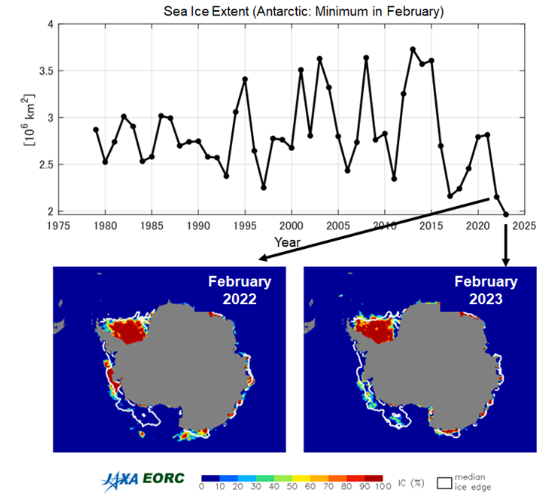 Sea Ice Extent (Antarctic: Minimum in February)
4
3.5
3
2.5
2
[10⁶ km²]
1975 1980 1985 1990 1995 2000 2005 2010 2015 2020 2025
Year
February
2022
February
2023
JAXA EORC
0 10 20 30 40 50 60 70 80 90 100
IC (%)
median
ice edge